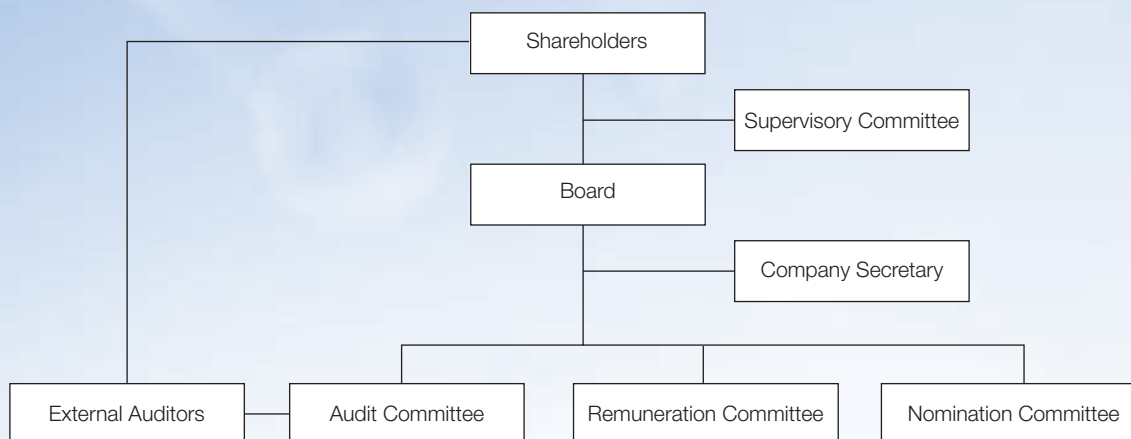 Shareholders
Supervisory Committee
Board
Company Secretary
External Auditors
Audit Committee
Remuneration Committee
Nomination Committee